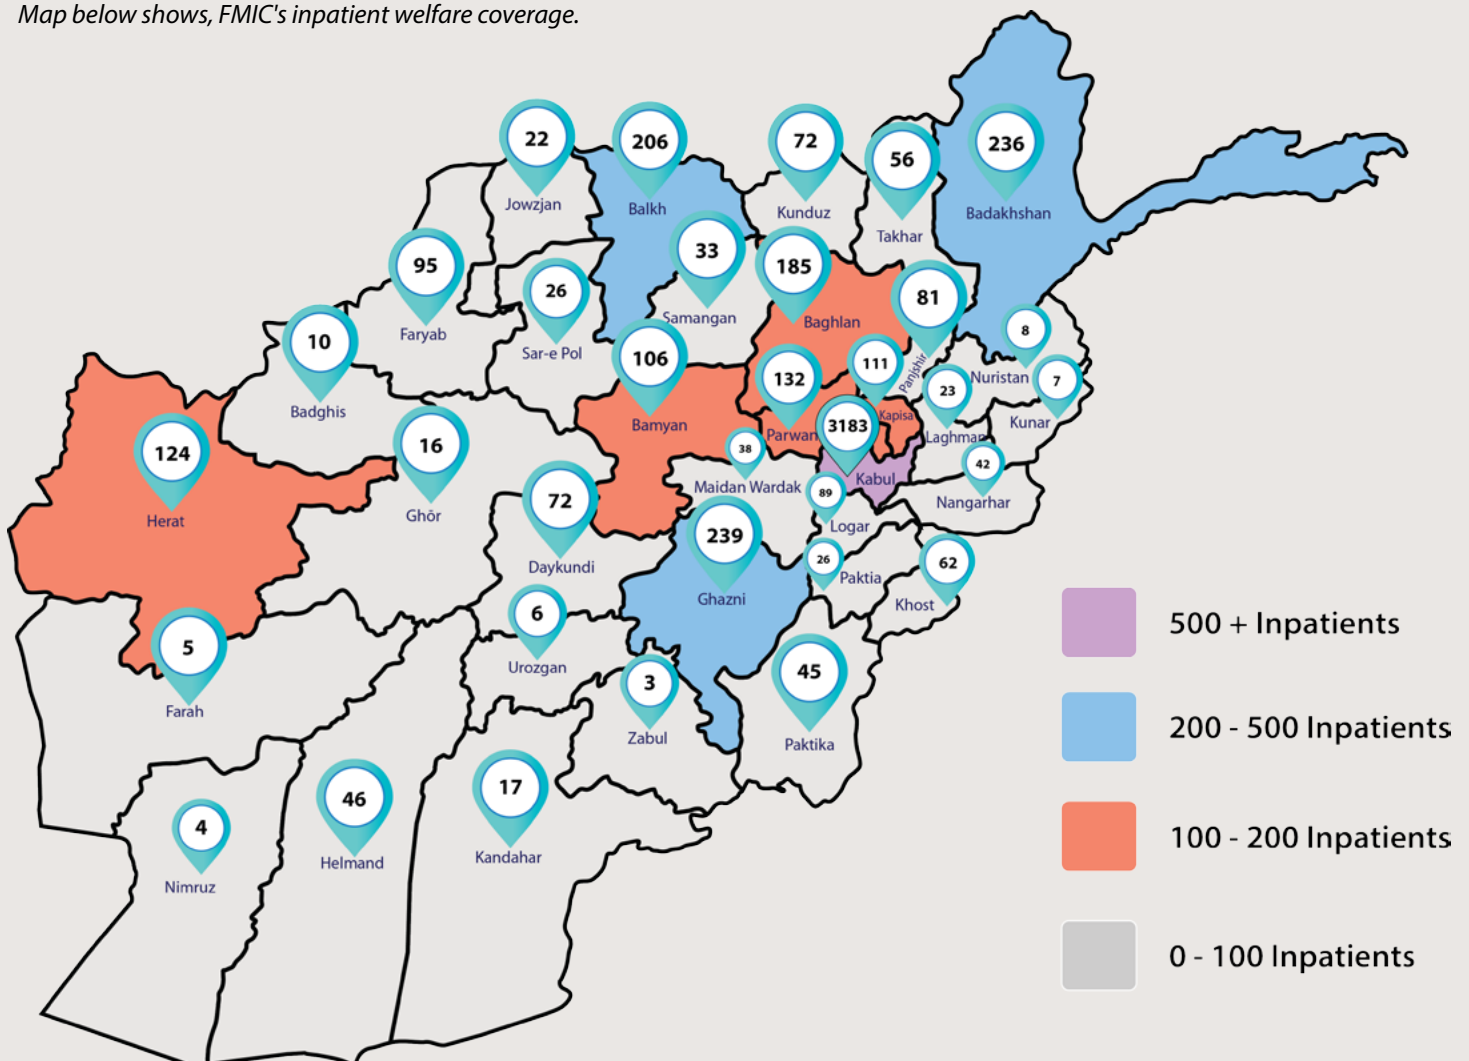 Map below shows, FMIC's inpatient welfare coverage.
22
Jowzjan
206
Balkh
72
Kunduz
56
Takhar
236
Badakhshan
95
Faryab
26
Sar-e Pol
33
Samangan
185
Baghlan
81
Panjshir
8
Nuristan
10
Badghis
106
Bamyan
132
Parwan
111
Kapisa
23
Laghman
7
Kunar
124
Herat
16
Ghōr
38
Maidan Wardak
3183
Kabul
42
Nangarhar
72
Daykundi
239
Ghazni
89
Logar
26
Paktia
62
Khost
5
Farah
6
Urozgan
3
Zabul
45
Paktika
4
Nimruz
46
Helmand
17
Kandahar
500 + Inpatients
200 - 500 Inpatients
100 - 200 Inpatients
0 - 100 Inpatients